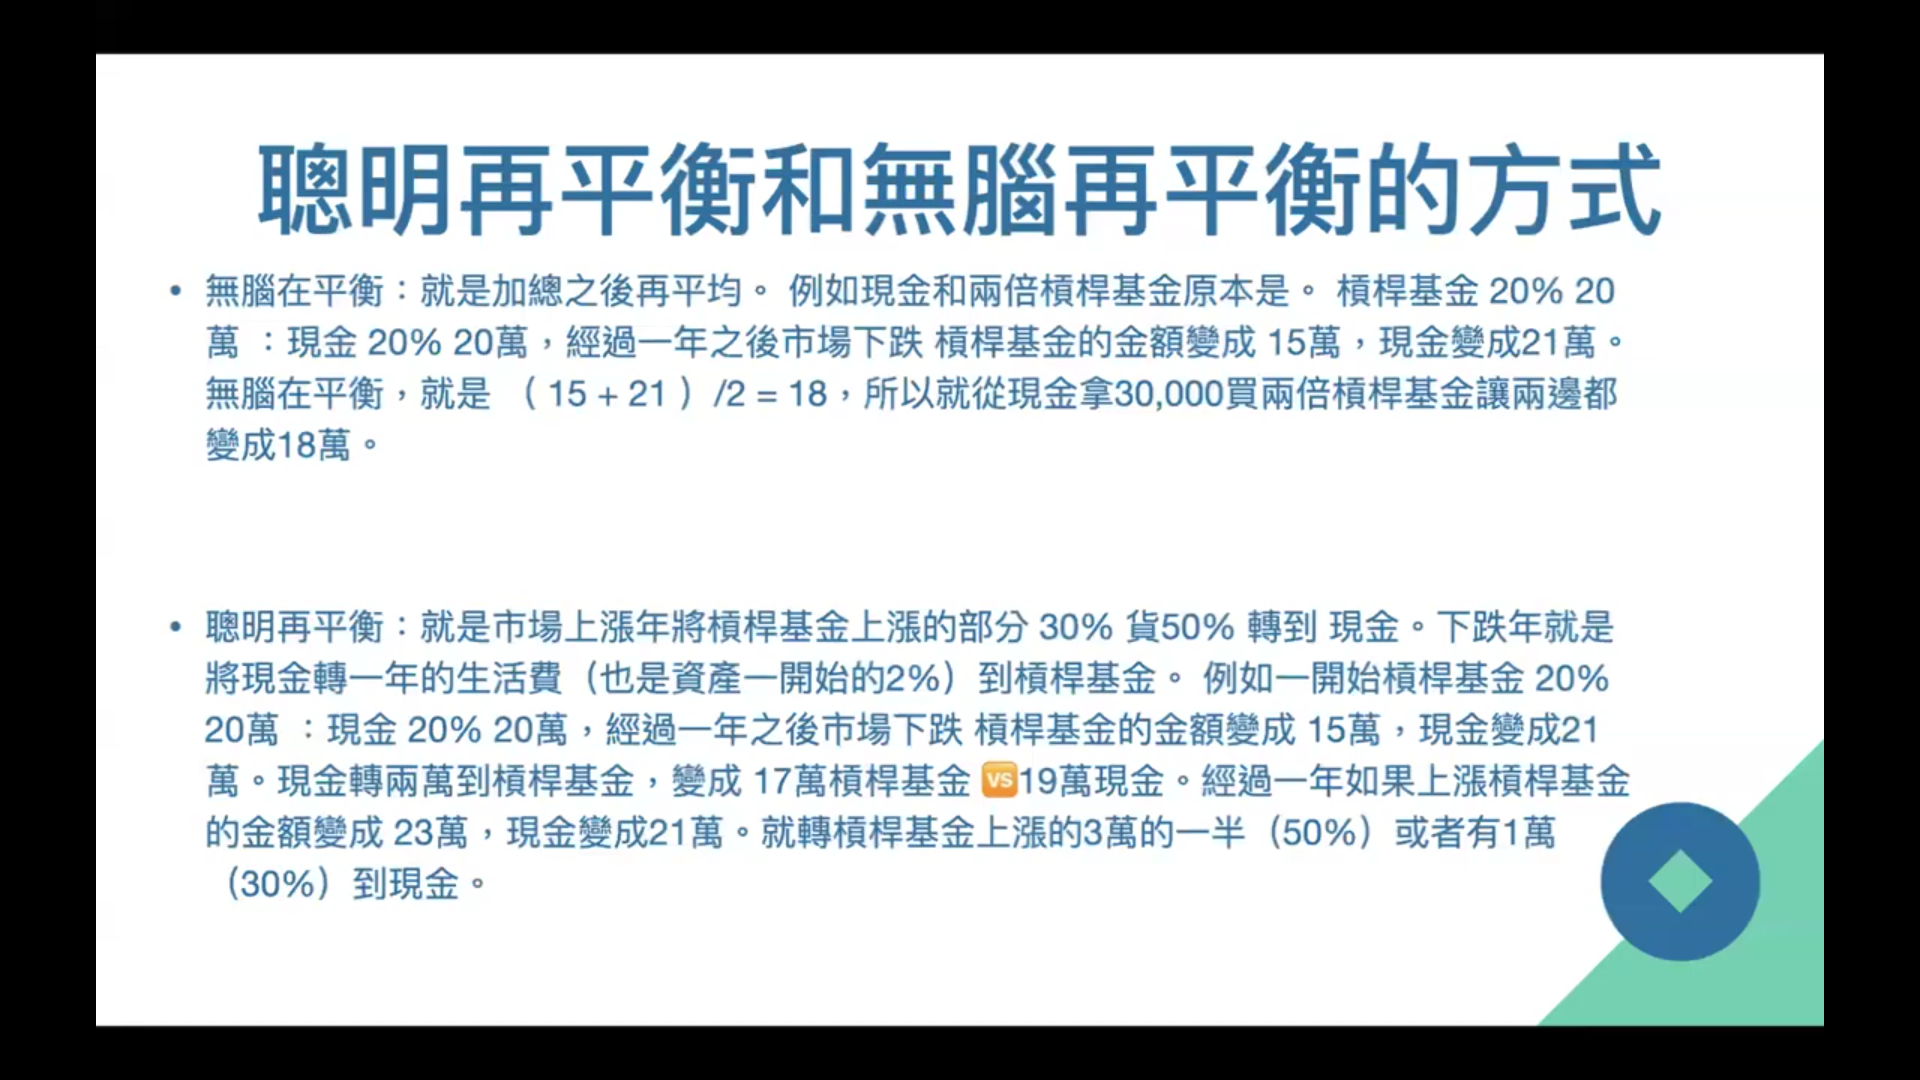 聰明再平衡和無腦再平衡的方式
• 無腦在平衡：就是加總之後再平均。 例如現金和兩倍槓桿基金原本是。 槓桿基金 20% 20
萬 ：現金 20% 20萬，經過一年之後市場下跌 槓桿基金的金額變成 15萬，現金變成21萬。
無腦在平衡，就是 （ 15 + 21 ）/2 = 18，所以就從現金拿30,000買兩倍槓桿基金讓兩邊都
變成18萬。
• 聰明再平衡：就是市場上漲年將槓桿基金上漲的部分 30% 貨50% 轉到 現金。下跌年就是
將現金轉一年的生活費（也是資產一開始的2%）到槓桿基金。 例如一開始槓桿基金 20%
20萬 ：現金 20% 20萬，經過一年之後市場下跌 槓桿基金的金額變成 15萬，現金變成21
萬。現金轉兩萬到槓桿基金，變成 17萬槓桿基金 🆚19萬現金。經過一年如果上漲槓桿基金
的金額變成 23萬，現金變成21萬。就轉槓桿基金上漲的3萬的一半（50%）或者有1萬
（30%）到現金。